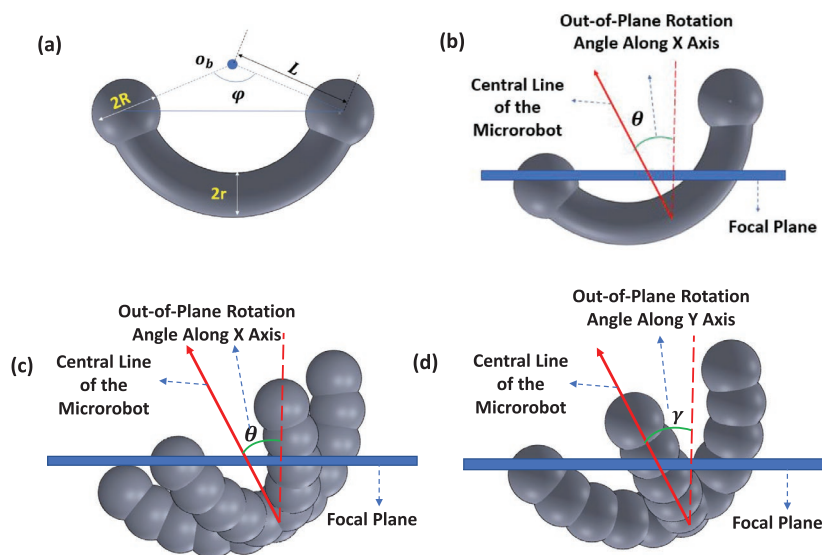 (a)
o_b
L
2R
φ
2r
(b)
Out-of-Plane Rotation
Angle Along X Axis
Central Line
of the
Microrobot
θ
Focal Plane
(c)
Out-of-Plane Rotation
Angle Along X Axis
Central Line
of the
Microrobot
θ
Focal Plane
(d)
Out-of-Plane Rotation
Angle Along Y Axis
Central Line
of the
Microrobot
γ
Focal Plane